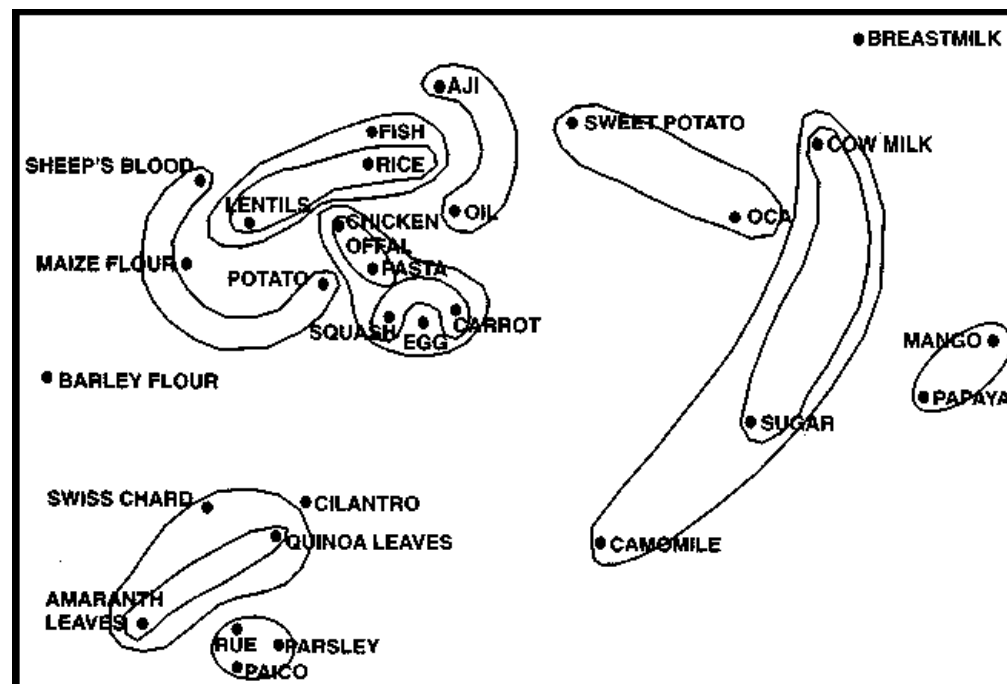 BREASTMILK
AJI
SWEET POTATO
FISH
COW MILK
SHEEP'S BLOOD
RICE
LENTILS
OIL
OCA
CHICKEN
OFFAL
MAIZE FLOUR
PASTA
POTATO
SQUASH
EGG
CARROT
MANGO
BARLEY FLOUR
PAPAYA
SUGAR
SWISS CHARD
CILANTRO
QUINOA LEAVES
CAMOMILE
AMARANTH
LEAVES
RUE
PARSLEY
PAICO